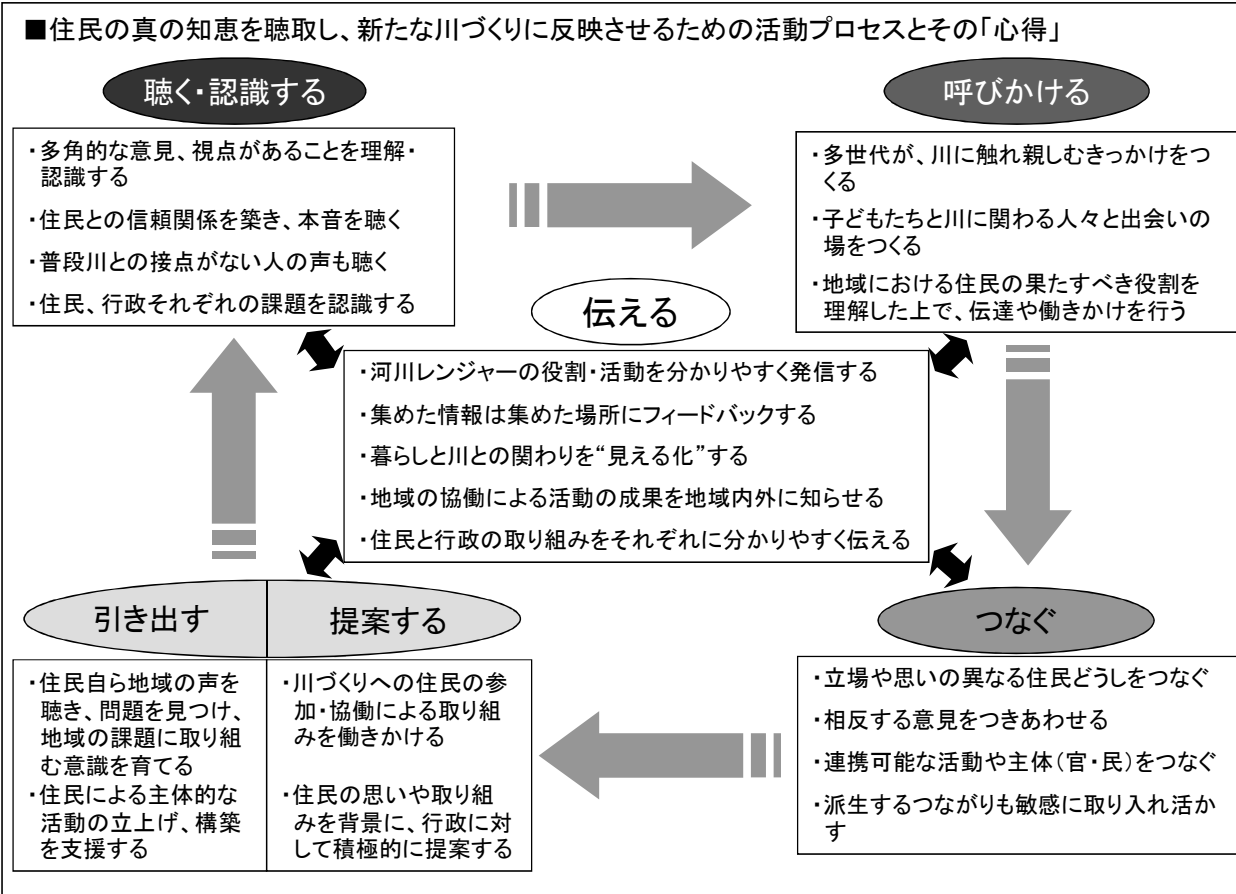 ■住民の真の知恵を聴取し、新たな川づくりに反映させるための活動プロセスとその「心得」
聴く・認識する
・多角的な意見、視点があることを理解・
認識する
・住民との信頼関係を築き、本音を聴く
・普段川との接点がない人の声も聴く
・住民、行政それぞれの課題を認識する
呼びかける
・多世代が、川に触れ親しむきっかけをつ
くる
・子どもたちと川に関わる人々と出会いの
場をつくる
・地域における住民の果たすべき役割を
理解した上で、伝達や働きかけを行う
伝える
・河川レンジャーの役割・活動を分かりやすく発信する
・集めた情報は集めた場所にフィードバックする
・暮らしと川との関わりを“見える化”する
・地域の協働による活動の成果を地域内外に知らせる
・住民と行政の取り組みをそれぞれに分かりやすく伝える
引き出す
・住民自ら地域の声を
聴き、問題を見つけ、
地域の課題に取り組
む意識を育てる
・住民による主体的な
活動の立上げ、構築
を支援する
提案する
・川づくりへの住民の参
加・協働による取り組
みを働きかける
・住民の思いや取り組
みを背景に、行政に対
して積極的に提案する
つなぐ
・立場や思いの異なる住民どうしをつなぐ
・相反する意見をつきあわせる
・連携可能な活動や主体(官・民)をつなぐ
・派生するつながりも敏感に取り入れ活か
す